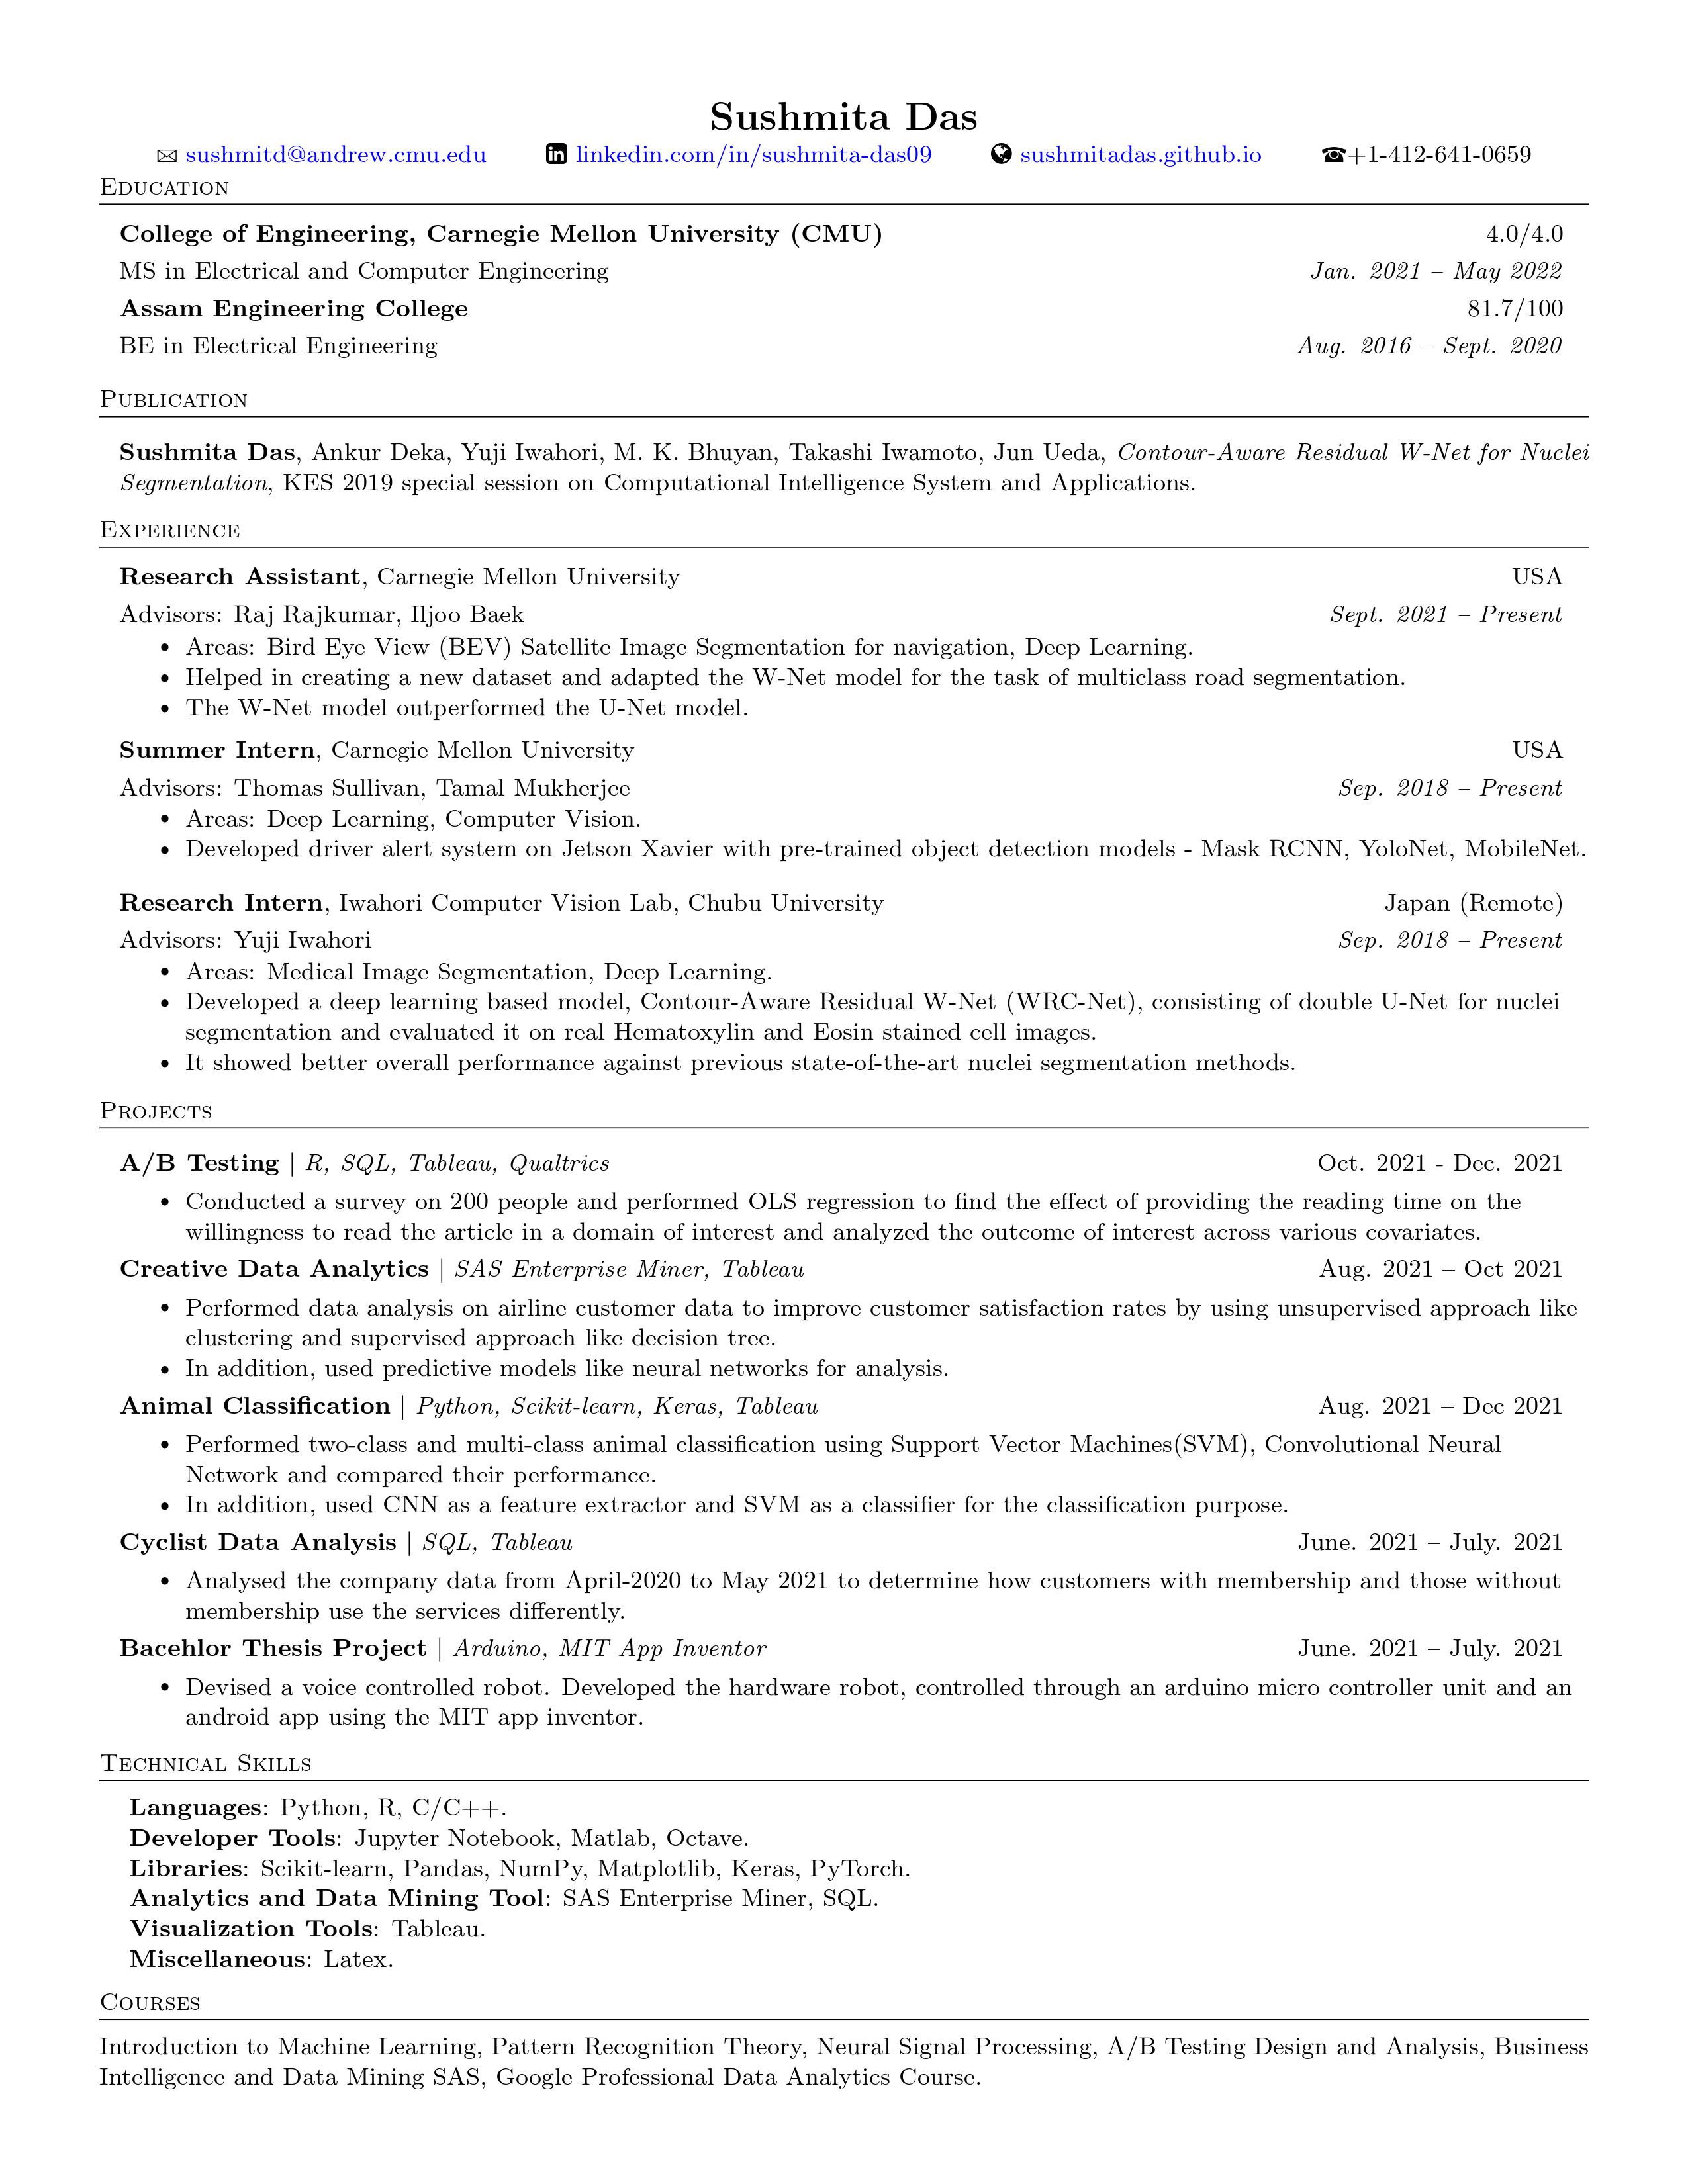 Sushmita Das
sushmitd@andrew.cmu.edu linkedin.com/in/sushmita-das09 sushmitadas.github.io +1-412-641-0659
Education
College of Engineering, Carnegie Mellon University (CMU) 4.0/4.0
MS in Electrical and Computer Engineering Jan. 2021 – May 2022
Assam Engineering College 81.7/100
BE in Electrical Engineering Aug. 2016 – Sept. 2020
Publication
Sushmita Das, Ankur Deka, Yuji Iwahori, M. K. Bhuyan, Takashi Iwamoto, Jun Ueda, Contour-Aware Residual W-Net for Nuclei
Segmentation, KES 2019 special session on Computational Intelligence System and Applications.
Experience
Research Assistant, Carnegie Mellon University USA
Advisors: Raj Rajkumar, Iljoo Baek Sept. 2021 – Present
• Areas: Bird Eye View (BEV) Satellite Image Segmentation for navigation, Deep Learning.
• Helped in creating a new dataset and adapted the W-Net model for the task of multiclass road segmentation.
• The W-Net model outperformed the U-Net model.
Summer Intern, Carnegie Mellon University USA
Advisors: Thomas Sullivan, Tamal Mukherjee Sep. 2018 – Present
• Areas: Deep Learning, Computer Vision.
• Developed driver alert system on Jetson Xavier with pre-trained object detection models - Mask RCNN, YoloNet, MobileNet.
Research Intern, Iwahori Computer Vision Lab, Chubu University Japan (Remote)
Advisors: Yuji Iwahori Sep. 2018 – Present
• Areas: Medical Image Segmentation, Deep Learning.
• Developed a deep learning based model, Contour-Aware Residual W-Net (WRC-Net), consisting of double U-Net for nuclei
segmentation and evaluated it on real Hematoxylin and Eosin stained cell images.
• It showed better overall performance against previous state-of-the-art nuclei segmentation methods.
Projects
A/B Testing | R, SQL, Tableau, Qualtrics Oct. 2021 - Dec. 2021
• Conducted a survey on 200 people and performed OLS regression to find the effect of providing the reading time on the
willingness to read the article in a domain of interest and analyzed the outcome of interest across various covariates.
Creative Data Analytics | SAS Enterprise Miner, Tableau Aug. 2021 – Oct 2021
• Performed data analysis on airline customer data to improve customer satisfaction rates by using unsupervised approach like
clustering and supervised approach like decision tree.
• In addition, used predictive models like neural networks for analysis.
Animal Classification | Python, Scikit-learn, Keras, Tableau Aug. 2021 – Dec 2021
• Performed two-class and multi-class animal classification using Support Vector Machines(SVM), Convolutional Neural
Network and compared their performance.
• In addition, used CNN as a feature extractor and SVM as a classifier for the classification purpose.
Cyclist Data Analysis | SQL, Tableau June. 2021 – July. 2021
• Analysed the company data from April-2020 to May 2021 to determine how customers with membership and those without
membership use the services differently.
Bacehlor Thesis Project | Arduino, MIT App Inventor June. 2021 – July. 2021
• Devised a voice controlled robot. Developed the hardware robot, controlled through an arduino micro controller unit and an
android app using the MIT app inventor.
Technical Skills
Languages: Python, R, C/C++.
Developer Tools: Jupyter Notebook, Matlab, Octave.
Libraries: Scikit-learn, Pandas, NumPy, Matplotlib, Keras, PyTorch.
Analytics and Data Mining Tool: SAS Enterprise Miner, SQL.
Visualization Tools: Tableau.
Miscellaneous: Latex.
Courses
Introduction to Machine Learning, Pattern Recognition Theory, Neural Signal Processing, A/B Testing Design and Analysis, Business
Intelligence and Data Mining SAS, Google Professional Data Analytics Course.